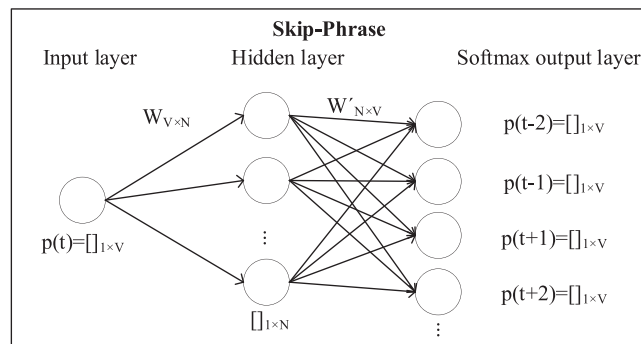 Skip-Phrase
Input layer Hidden layer Softmax output layer
W_{V×N} W´_{N×V}
p(t-2)=[]_{1×V}
p(t-1)=[]_{1×V}
p(t)=[]_{1×V} ... p(t+1)=[]_{1×V}
p(t+2)=[]_{1×V}
[]_{1×N} ...